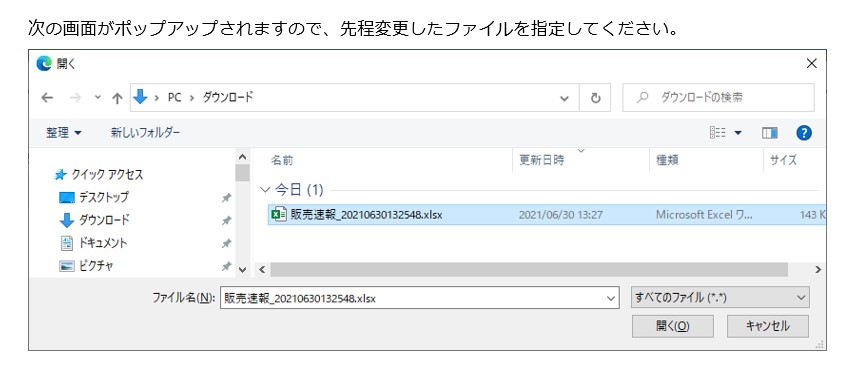 次の画面がポップアップされますので、先程変更したファイルを指定してください。
開く
PC › ダウンロード
ダウンロードの検索
整理
新しいフォルダー
名前 更新日時 種類 サイズ
クイック アクセス
デスクトップ
ダウンロード
ドキュメント
ピクチャ
今日 (1)
販売速報_20210630132548.xlsx 2021/06/30 13:27 Microsoft Excel ワ... 143 K
ファイル名(N): 販売速報_20210630132548.xlsx すべてのファイル (*.*)
開く(O) キャンセル